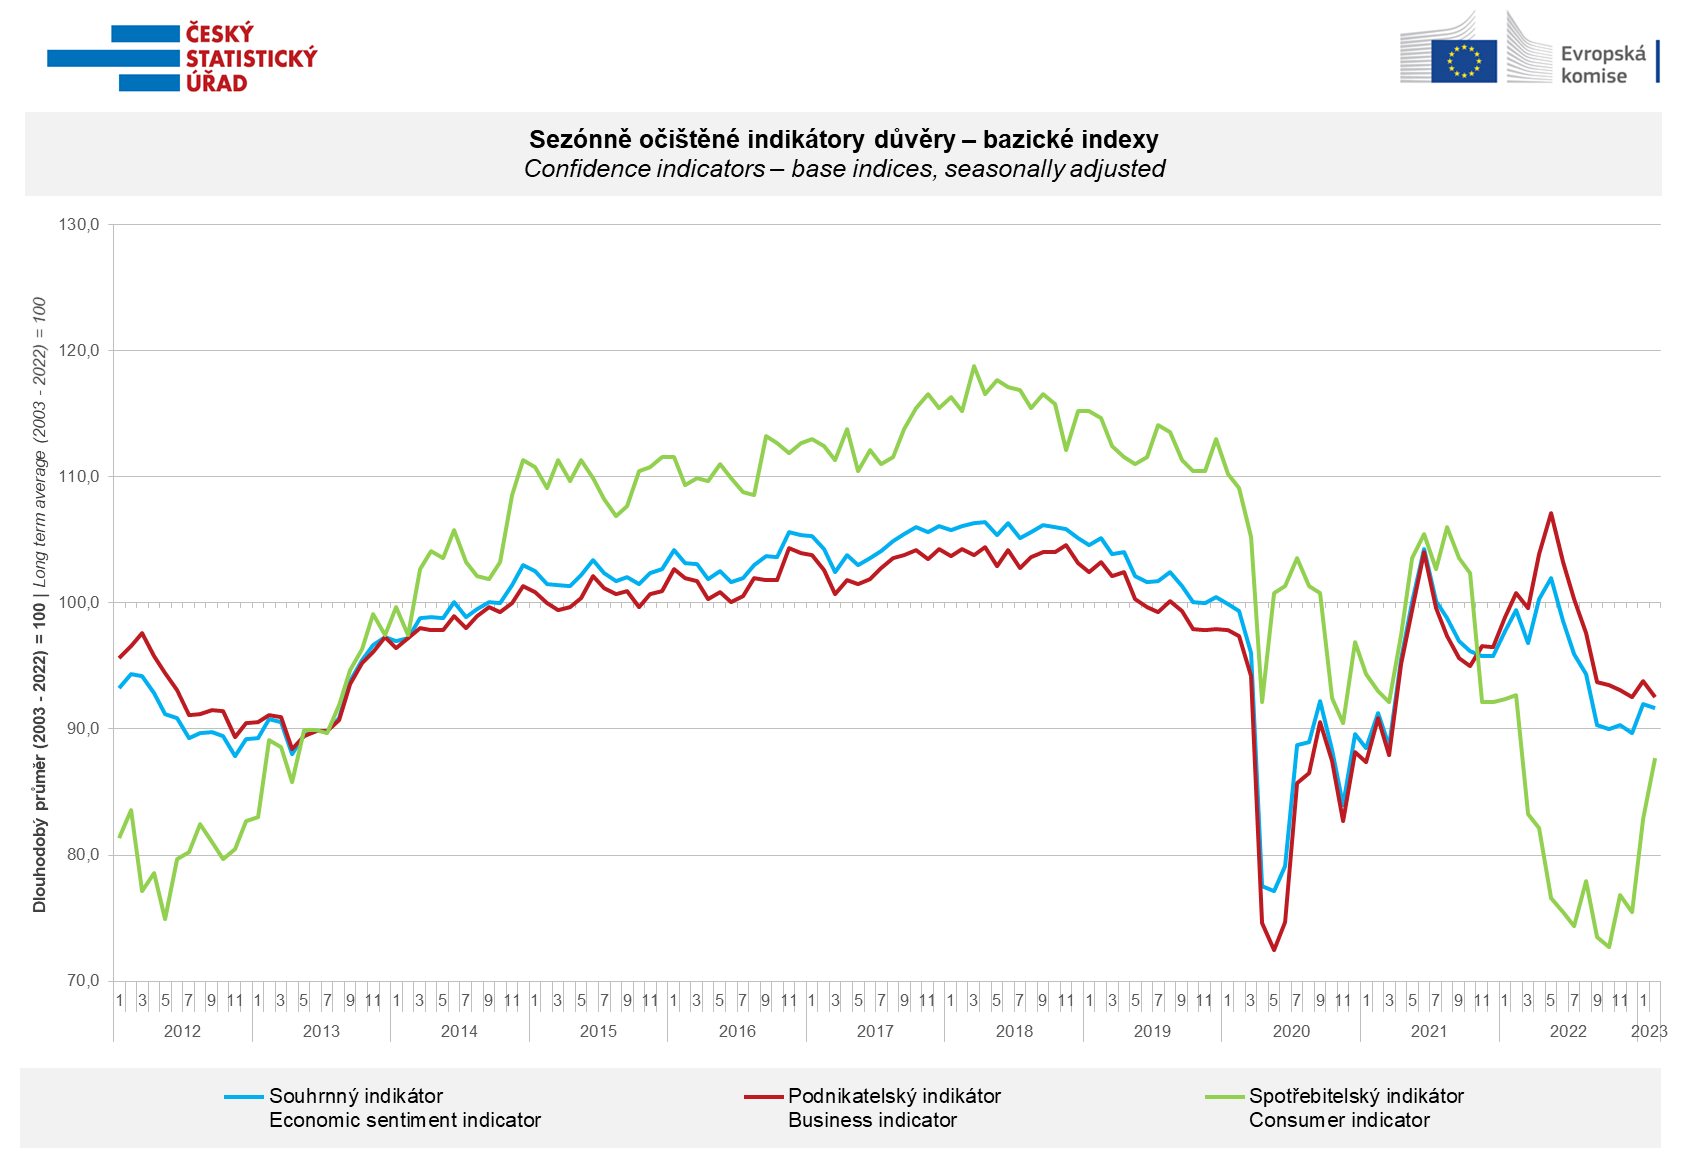 ČESKÝ
STATISTICKÝ
ÚŘAD
Evropská
komise
Sezónně očištěné indikátory důvěry – bazické indexy
Confidence indicators – base indices, seasonally adjusted
Dlouhodobý průměr (2003 - 2022) = 100 | Long term average (2003 - 2022) = 100
130,0
120,0
110,0
100,0
90,0
80,0
70,0
1 3 5 7 9 11 1 3 5 7 9 11 1 3 5 7 9 11 1 3 5 7 9 11 1 3 5 7 9 11 1 3 5 7 9 11 1 3 5 7 9 11 1 3 5 7 9 11 1 3 5 7 9 11 1 3 5 7 9 11 1 3 5 7 9 11 1
2012 2013 2014 2015 2016 2017 2018 2019 2020 2021 2022 2023
Souhrnný indikátor
Economic sentiment indicator
Podnikatelský indikátor
Business indicator
Spotřebitelský indikátor
Consumer indicator